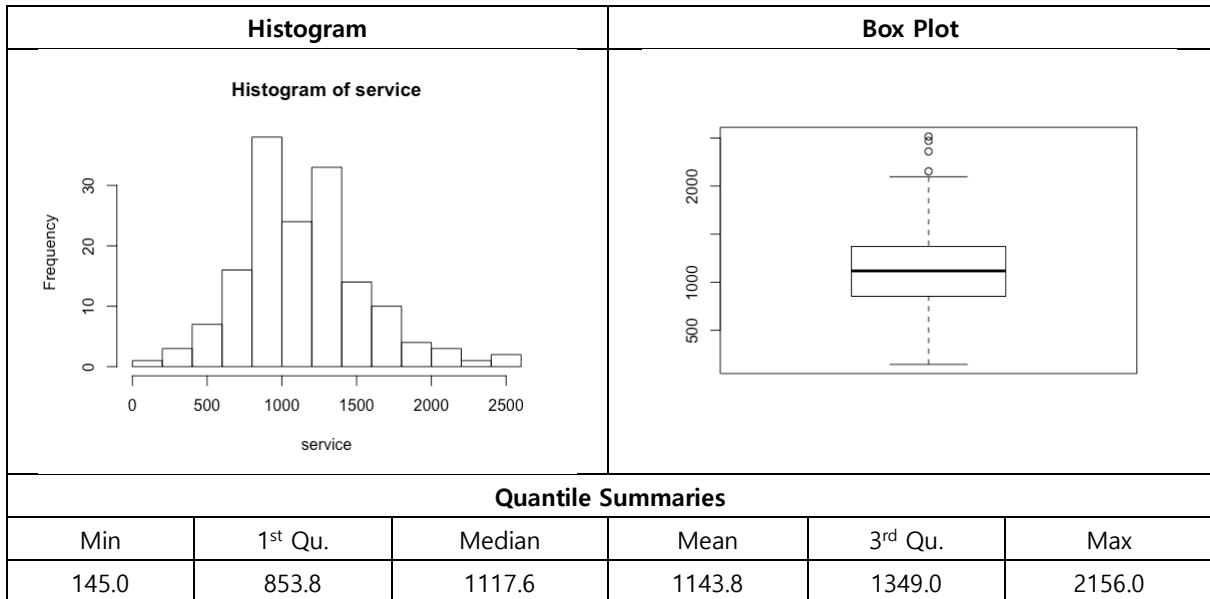 Histogram Box Plot
Histogram of service
Frequency
30
20
10
0
0 500 1000 1500 2000 2500
service
2000
1000
500
Quantile Summaries
Min 1st Qu. Median Mean 3rd Qu. Max
145.0 853.8 1117.6 1143.8 1349.0 2156.0